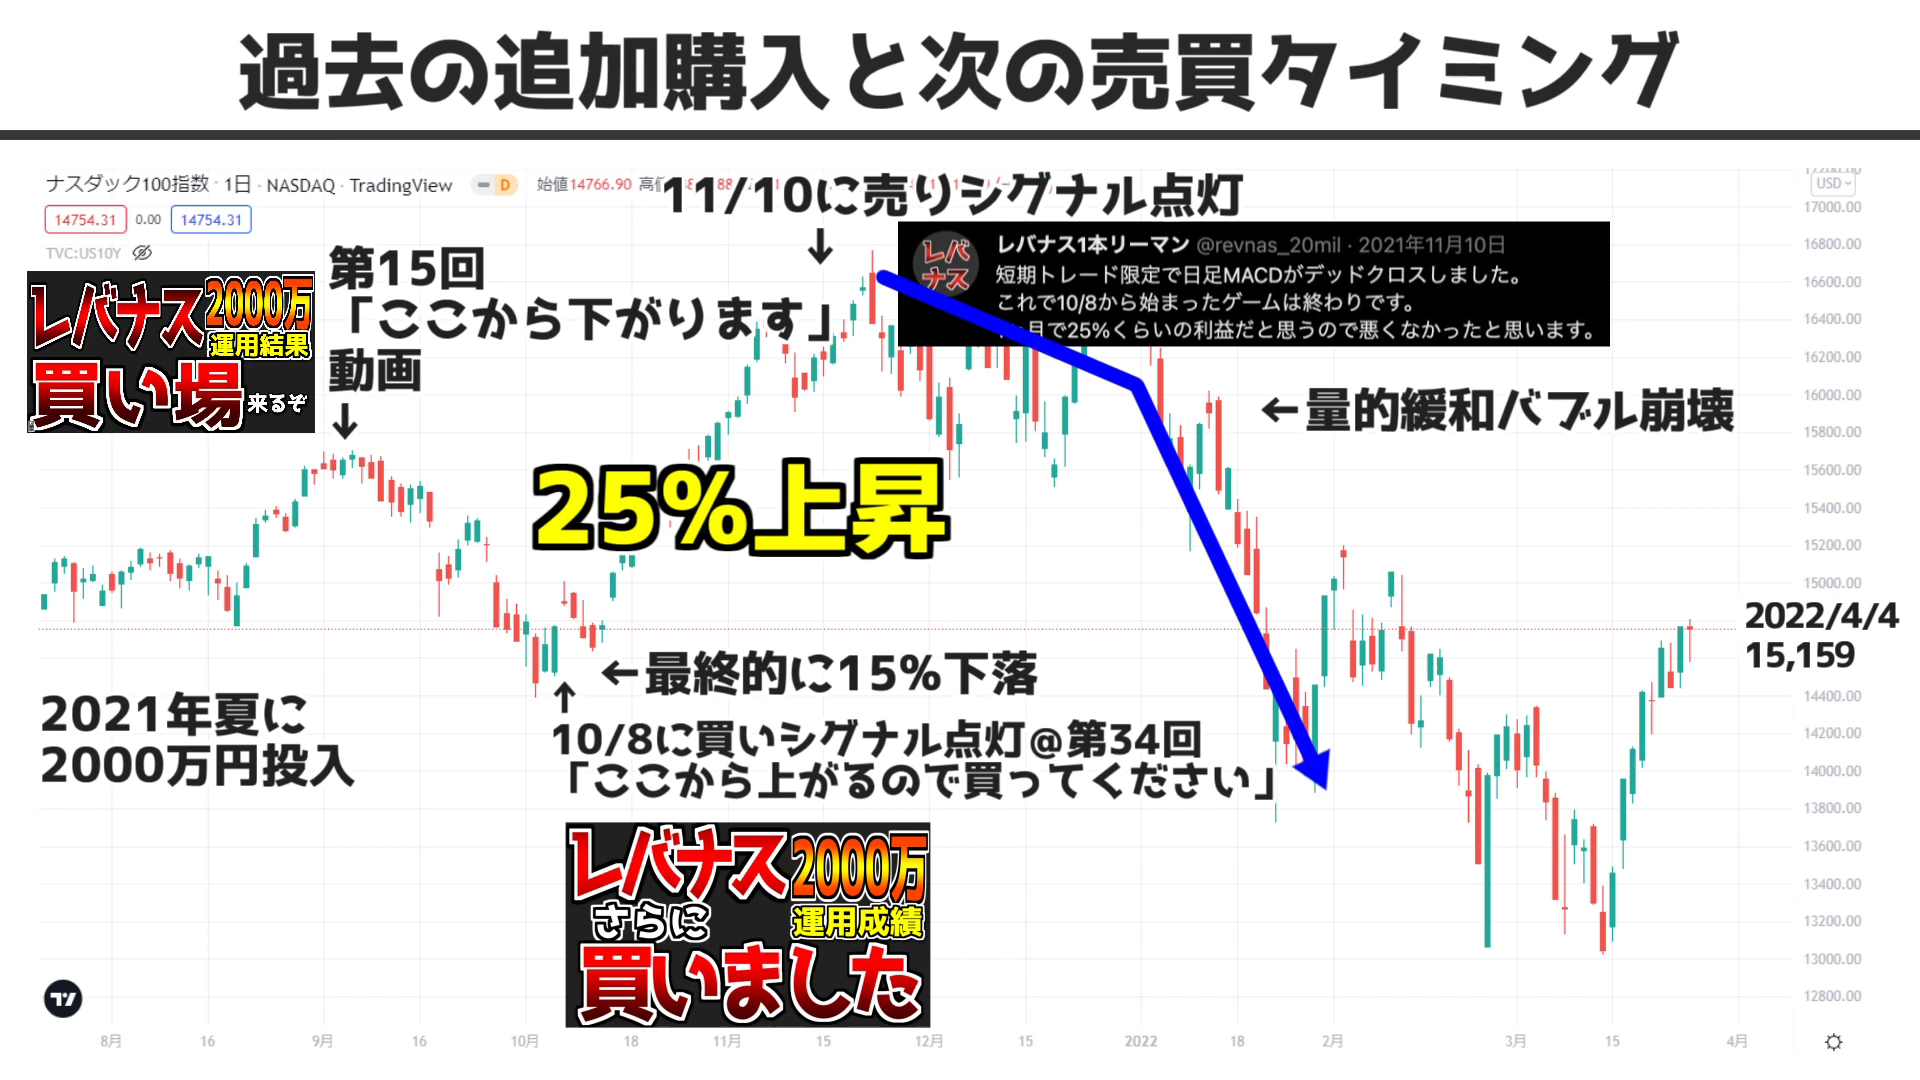 過去の追加購入と次の売買タイミング
ナスダック100指数 · 1日 · NASDAQ · TradingView
D
始値14766.90 高値
14754.31 0.00 14754.31
TVC:US10Y
11/10に売りシグナル点灯
↓
レバナス
レバナス1本リーマン @revnas_20mil · 2021年11月10日
短期トレード限定で日足MACDがデッドクロスしました。
これで10/8から始まったゲームは終わりです。
月で25%くらいの利益だと思うので悪くなかったと思います。
第15回
「ここから下がります」
動画
↓
レバナス2000万
運用結果
買い場来るぞ
←量的緩和バブル崩壊
25%上昇
2022/4/4
15,159
←最終的に15%下落
↑
10/8に買いシグナル点灯@第34回
「ここから上がるので買ってください」
2021年夏に
2000万円投入
レバナス2000万
さらに 運用成績
買いました
USD
17000.00
16800.00
16600.00
16400.00
16200.00
16000.00
15800.00
15600.00
15400.00
15200.00
15000.00
14400.00
14200.00
14000.00
13800.00
13600.00
13400.00
13200.00
13000.00
12800.00
8月 16 9月 16 10月 18 11月 15 12月 15 2022 18 2月 3月 15 4月